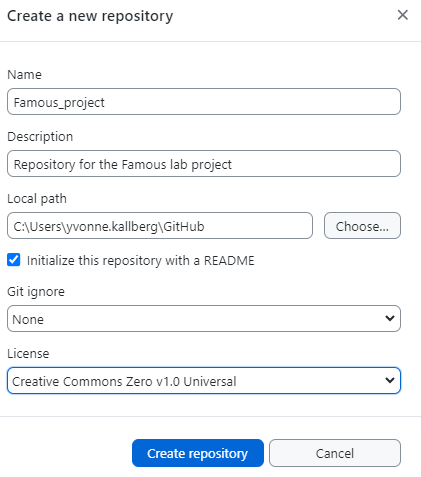 Create a new repository
Name
Famous_project
Description
Repository for the Famous lab project
Local path
C:\Users\yvonne.kallberg\GitHub
Choose...
Initialize this repository with a README
Git ignore
None
License
Creative Commons Zero v1.0 Universal
Create repository
Cancel